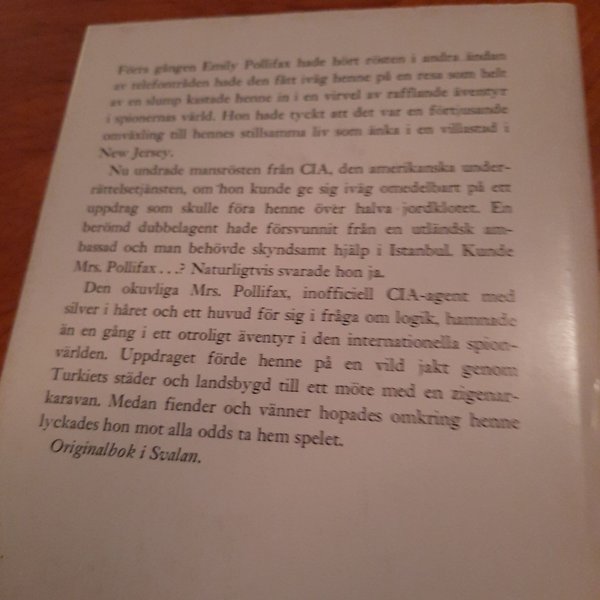 Förra gången Emily Pollifax hade hört rösten i andra ändan
av telefontråden hade den fått iväg henne på en resa som helt
av en slump kastade henne in i en virvel av rafflande äventyr
i spionernas värld. Hon hade tyckt att det var en förtjusande
omväxling till hennes stillsamma liv som änka i en villastad i
New Jersey.
Nu undrade mansrösten från CIA, den amerikanska under-
rättelsetjänsten, om hon kunde ge sig iväg omedelbart på ett
uppdrag som skulle föra henne över halva jordklotet. En
berömd dubbelagent hade försvunnit från en utländsk am-
bassad och man behövde skyndsamt hjälp i Istanbul. Kunde
Mrs. Pollifax...? Naturligtvis svarade hon ja.
Den okuvliga Mrs. Pollifax, inofficiell CIA-agent med
silver i håret och ett huvud för sig i fråga om logik, hamnade
än en gång i ett otroligt äventyr i den internationella spion-
världen. Uppdraget förde henne på en vild jakt genom
Turkiets städer och landsbygd till ett möte med en zigenar-
karavan. Medan fiender och vänner hopades omkring henne
lyckades hon mot alla odds ta hem spelet.
Originalbok i Svalan.